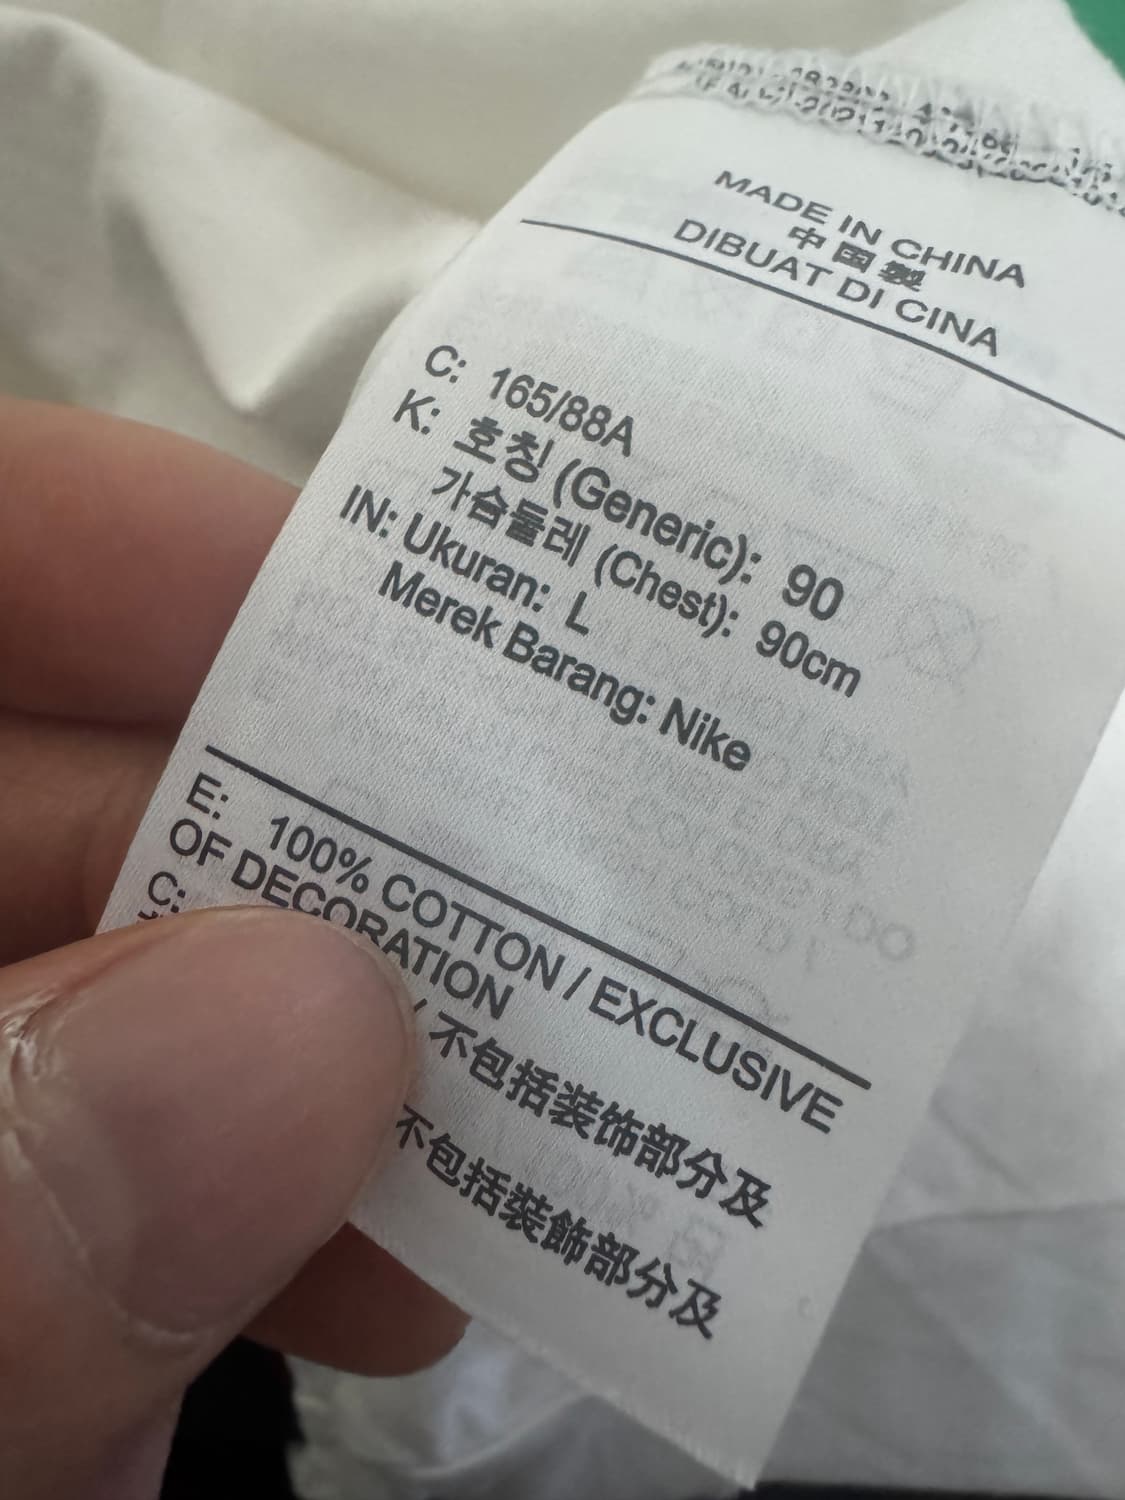 MADE IN CHINA
中国製
DIBUAT DI CINA
C: 165/88A
K: 호칭 (Generic): 90
가슴둘레 (Chest): 90cm
IN: Ukuran: L
Merek Barang: Nike
E: 100% COTTON / EXCLUSIVE
OF DECORATION
C: / 不包括装饰部分及
不包括裝飾部分及